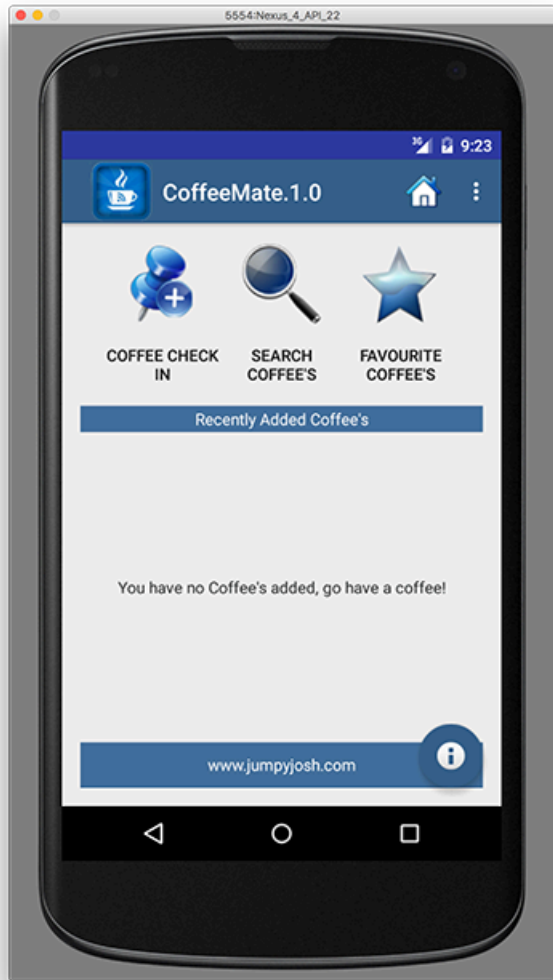 5554:Nexus_4_API_22
3G 9:23
CoffeeMate.1.0
COFFEE CHECK
IN
SEARCH
COFFEE'S
FAVOURITE
COFFEE'S
Recently Added Coffee's
You have no Coffee's added, go have a coffee!
www.jumpyjosh.com